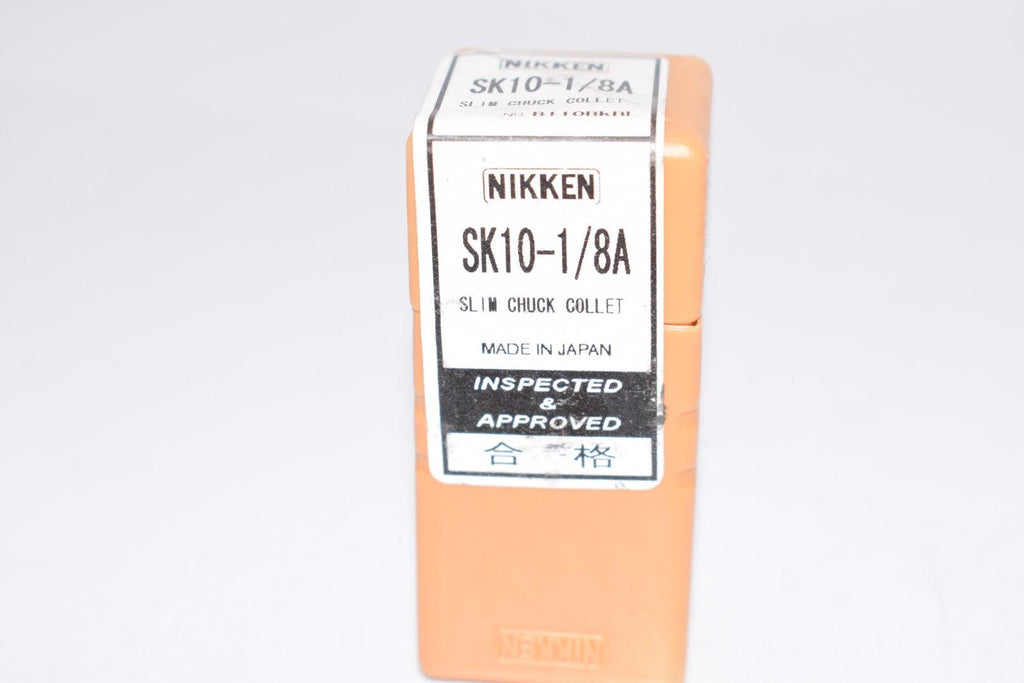 NIKKEN
SK10-1/8A
SLIM CHUCK COLLET
NO.
NIKKEN
SK10-1/8A
SLIM CHUCK COLLET
MADE IN JAPAN
INSPECTED
&
APPROVED
合格
NIKKEN